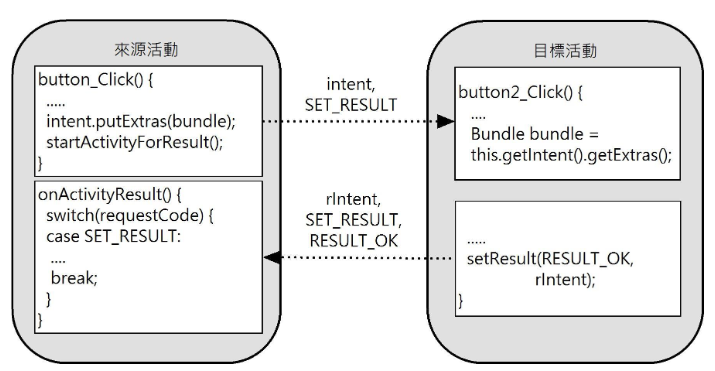 來源活動
button_Click() {
.....
intent.putExtras(bundle);
startActivityForResult();
}
onActivityResult() {
switch(requestCode) {
case SET_RESULT:
....
break;
}
}
intent,
SET_RESULT
rIntent,
SET_RESULT,
RESULT_OK
目標活動
button2_Click() {
....
Bundle bundle =
this.getIntent().getExtras();
.....
setResult(RESULT_OK,
rIntent);
}